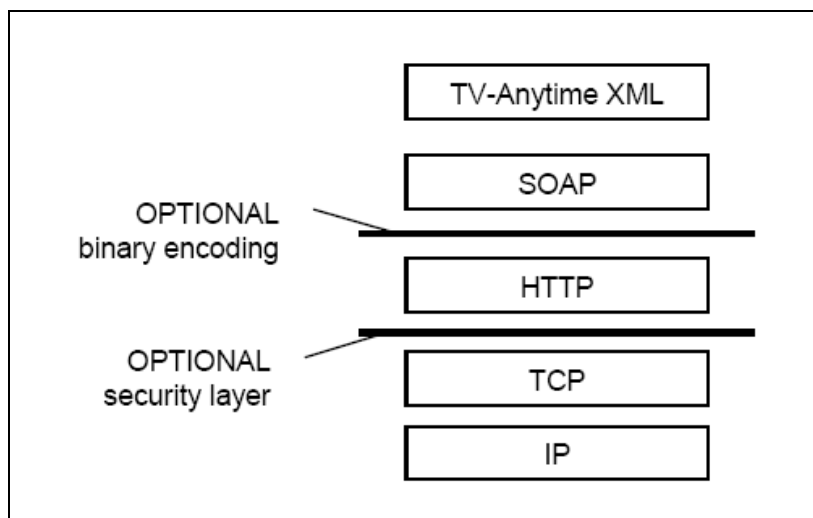 TV-Anytime XML
SOAP
OPTIONAL
binary encoding
HTTP
OPTIONAL
security layer
TCP
IP